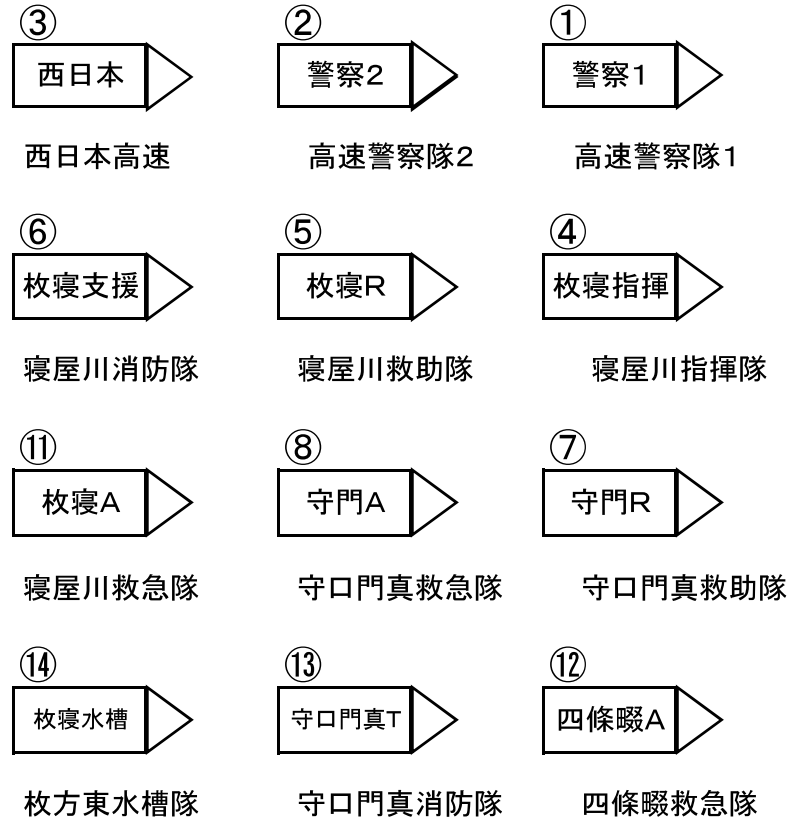 ③ ② ①
西日本 警察2 警察1
西日本高速 高速警察隊2 高速警察隊1
⑥ ⑤ ④
枚寝支援 枚寝R 枚寝指揮
寝屋川消防隊 寝屋川救助隊 寝屋川指揮隊
⑪ ⑧ ⑦
枚寝A 守門A 守門R
寝屋川救急隊 守口門真救急隊 守口門真救助隊
⑭ ⑬ ⑫
枚寝水槽 守口門真T 四條畷A
枚方東水槽隊 守口門真消防隊 四條畷救急隊